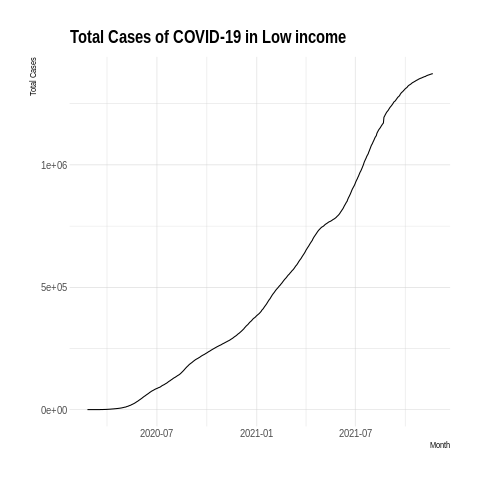 Total Cases of COVID-19 in Low income
Total Cases
1e+06
5e+05
0e+00
2020-07 2021-01 2021-07
Month